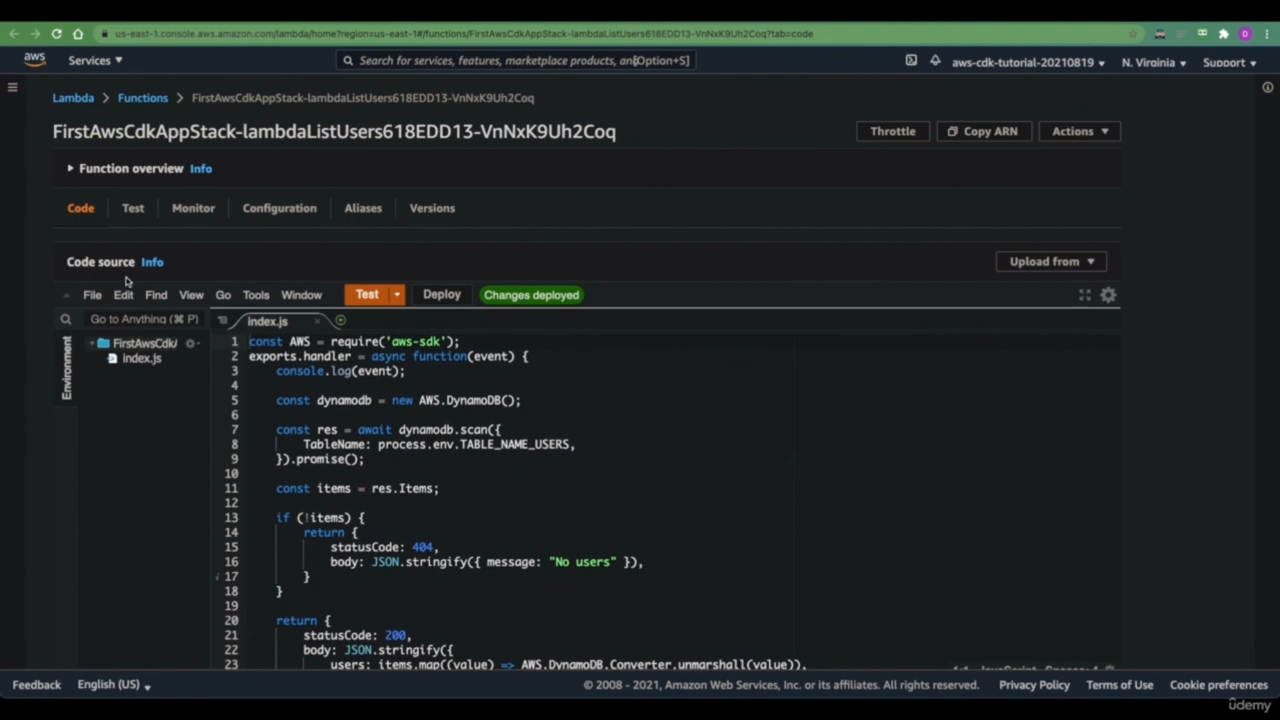 us-east-1.console.aws.amazon.com/lambda/home?region=us-east-1#/functions/FirstAwsCdkAppStack-lambdaListUsers618EDD13-VnNxK9Uh2Coq?tab=code
aws Services Search for services, features, marketplace products, an [Option+S] aws-cdk-tutorial-20210819 N. Virginia Support
Lambda > Functions > FirstAwsCdkAppStack-lambdaListUsers618EDD13-VnNxK9Uh2Coq
FirstAwsCdkAppStack-lambdaListUsers618EDD13-VnNxK9Uh2Coq Throttle Copy ARN Actions
Function overview Info
Code Test Monitor Configuration Aliases Versions
Code source Info Upload from
File Edit Find View Go Tools Window Test Deploy Changes deployed
Go to Anything (⌘ P) index.js
Environment
FirstAwsCdkA
index.js
1 const AWS = require('aws-sdk');
2 exports.handler = async function(event) {
3 console.log(event);
4
5 const dynamodb = new AWS.DynamoDB();
6
7 const res = await dynamodb.scan({
8 TableName: process.env.TABLE_NAME_USERS,
9 }).promise();
10
11 const items = res.Items;
12
13 if (!items) {
14 return {
15 statusCode: 404,
16 body: JSON.stringify({ message: "No users" }),
17 }
18 }
19
20 return {
21 statusCode: 200,
22 body: JSON.stringify({
23 users: items.map((value) => AWS.DynamoDB.Converter.unmarshall(value)),
Feedback English (US) © 2008 - 2021, Amazon Web Services, Inc. or its affiliates. All rights reserved. Privacy Policy Terms of Use Cookie preferences
ûdemy